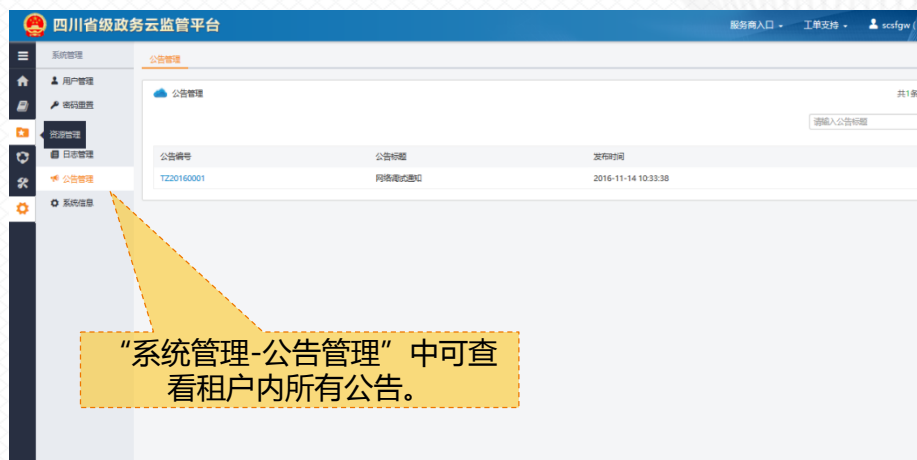 四川省级政务云监管平台
服务商入口
工单支持
scsfgw (
系统管理
用户管理
密码重置
资源管理
日志管理
公告管理
系统信息
公告管理
公告管理
共1条
请输入公告标题
公告编号 公告标题 发布时间
TZ20160001 网络调试通知 2016-11-14 10:33:38
“系统管理-公告管理”中可查
看租户内所有公告。